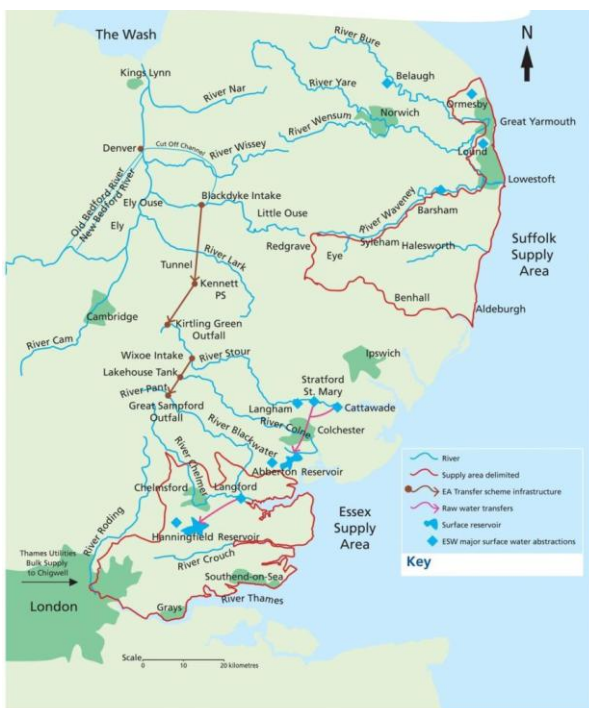 The Wash
River Bure
N
Kings Lynn
River Yare
Belaugh
River Nar
Ormesby
River Wensum
Norwich
Great Yarmouth
Denver
Cut Off Channel
River Wissey
Lound
Old Bedford River
New Bedford River
Lowestoft
Ely Ouse
Blackdyke Intake
Little Ouse
River Waveney
Barsham
Ely
Redgrave
Syleham
Eye
Halesworth
Suffolk
Supply
Area
River Lark
Tunnel
Kennett
PS
Benhall
Aldeburgh
Cambridge
Kirtling Green
Outfall
River Cam
Wixoe Intake
River Stour
Ipswich
Lakehouse Tank
Stratford
St. Mary
River Pant
Great Sampford
Outfall
Langham
Cattawade
River Colne
Colchester
River Blackwater
River Chelmer
Abberton Reservoir
Chelmsford
Langford
Essex
Supply
Area
River Roding
Hanningfield Reservoir
River Crouch
Thames Utilities
Bulk Supply
to Chigwell
Southend-on-Sea
London
Grays
River Thames
Scale
0 10 20 kilometres
River
Supply area delimited
EA Transfer scheme infrastructure
Raw water transfers
Surface reservoir
ESW major surface water abstractions
Key